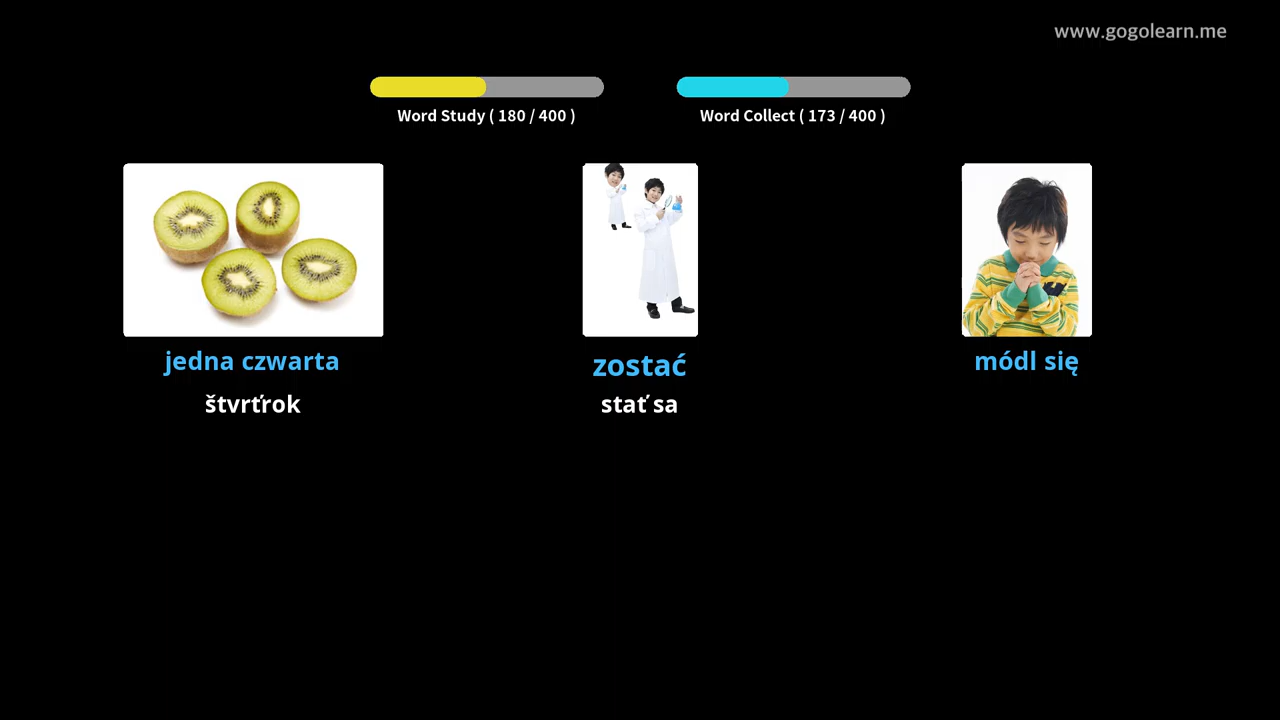 www.gogolearn.me
Word Study ( 180 / 400 )
Word Collect ( 173 / 400 )
jedna czwarta
zostać
módl się
štvrťrok
stať sa